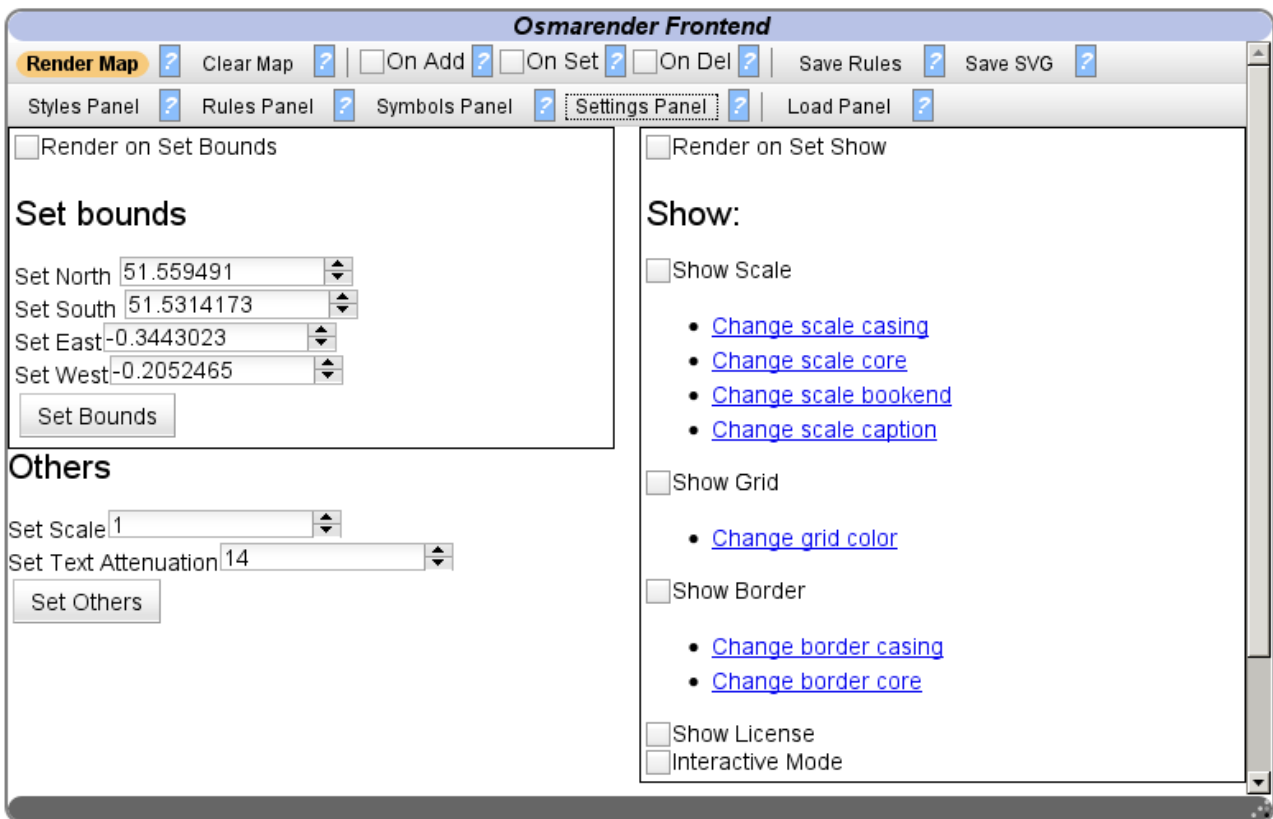 Osmarender Frontend
Render Map ? Clear Map ? On Add ? On Set ? On Del ? Save Rules ? Save SVG ?
Styles Panel ? Rules Panel ? Symbols Panel ? Settings Panel ? Load Panel ?
Render on Set Bounds
Set bounds
Set North 51.559491
Set South 51.5314173
Set East -0.3443023
Set West -0.2052465
Set Bounds
Others
Set Scale 1
Set Text Attenuation 14
Set Others
Render on Set Show
Show:
Show Scale
Change scale casing
Change scale core
Change scale bookend
Change scale caption
Show Grid
Change grid color
Show Border
Change border casing
Change border core
Show License
Interactive Mode